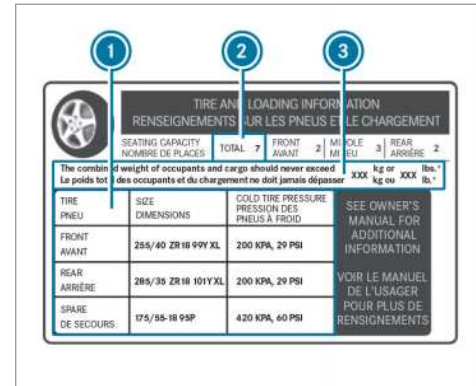 1
2
3
TIRE AND LOADING INFORMATION
RENSEIGNEMENTS SUR LES PNEUS ET LE CHARGEMENT
SEATING CAPACITY TOTAL 7 FRONT 2 MIDDLE 3 REAR 2
NOMBRE DE PLACES AVANT MILIEU ARRIÈRE
The combined weight of occupants and cargo should never exceed XXX kg or XXX lbs.*
Le poids total des occupants et du chargement ne doit jamais dépasser kg ou lb.*
TIRE SIZE COLD TIRE PRESSURE
PNEU DIMENSIONS PRESSION DES
PNEUS À FROID
FRONT
AVANT 255/40 ZR 18 99Y XL 200 KPA, 29 PSI
REAR
ARRIÈRE 285/35 ZR 18 101Y XL 200 KPA, 29 PSI
SPARE
DE SECOURS 175/55-18 95P 420 KPA, 60 PSI
SEE OWNER'S
MANUAL FOR
ADDITIONAL
INFORMATION
VOIR LE MANUEL
DE L'USAGER
POUR PLUS DE
RENSIGNEMENTS